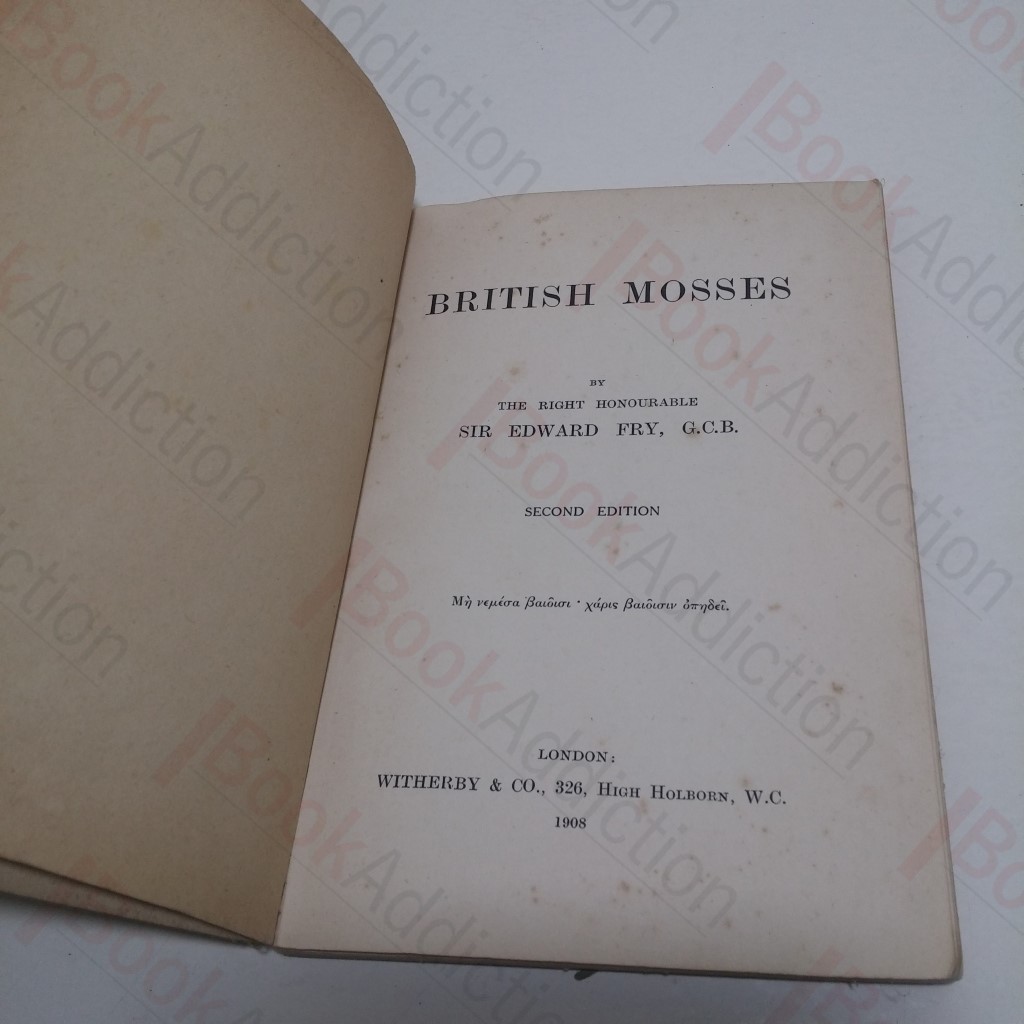 BRITISH MOSSES
BY
THE RIGHT HONOURABLE
SIR EDWARD FRY, G.C.B.
SECOND EDITION
Μὴ νεμέσα βαιοῖσι · χάρις βαιοῖσιν ὀπηδεῖ.
LONDON:
WITHERBY & CO., 326, HIGH HOLBORN, W.C.
1908
BookAddiction